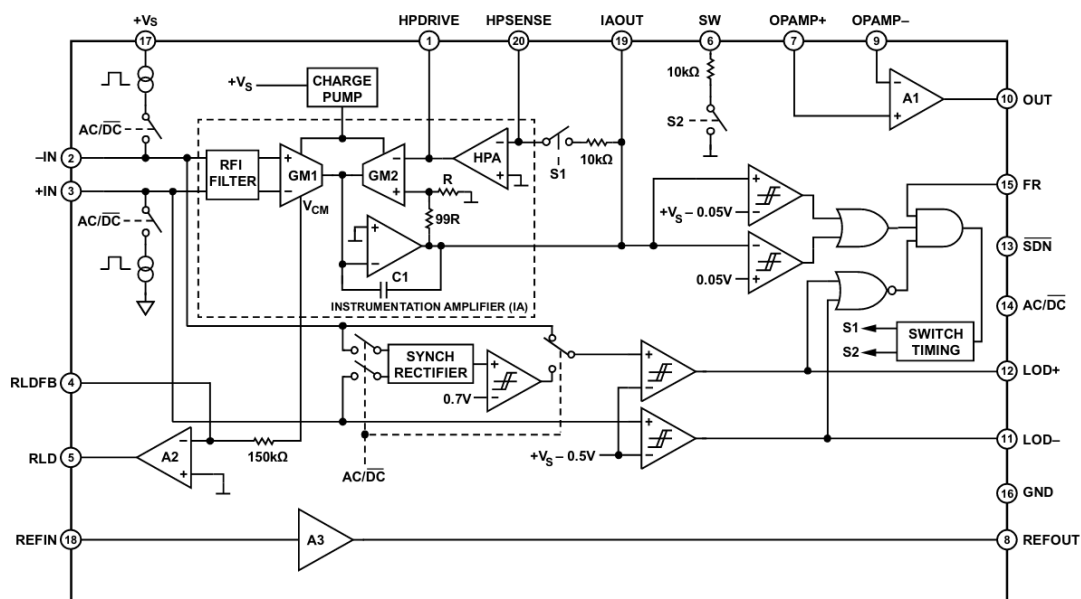 +VS
HPDRIVE
HPSENSE
IAOUT
SW
OPAMP+
OPAMP–
17
1
20
19
6
7
9
+VS
CHARGE
PUMP
10kΩ
A1
10
OUT
AC/DC
S2
–IN
2
RFI
FILTER
GM1
GM2
HPA
10kΩ
S1
+IN
3
R
15
FR
VCM
99R
+VS – 0.05V
AC/DC
13
SDN
C1
0.05V
INSTRUMENTATION AMPLIFIER (IA)
14
AC/DC
S1
S2
SWITCH
TIMING
SYNCH
RECTIFIER
12
LOD+
RLDFB
4
0.7V
11
LOD–
150kΩ
RLD
5
A2
+VS – 0.5V
AC/DC
16
GND
REFIN
18
A3
8
REFOUT